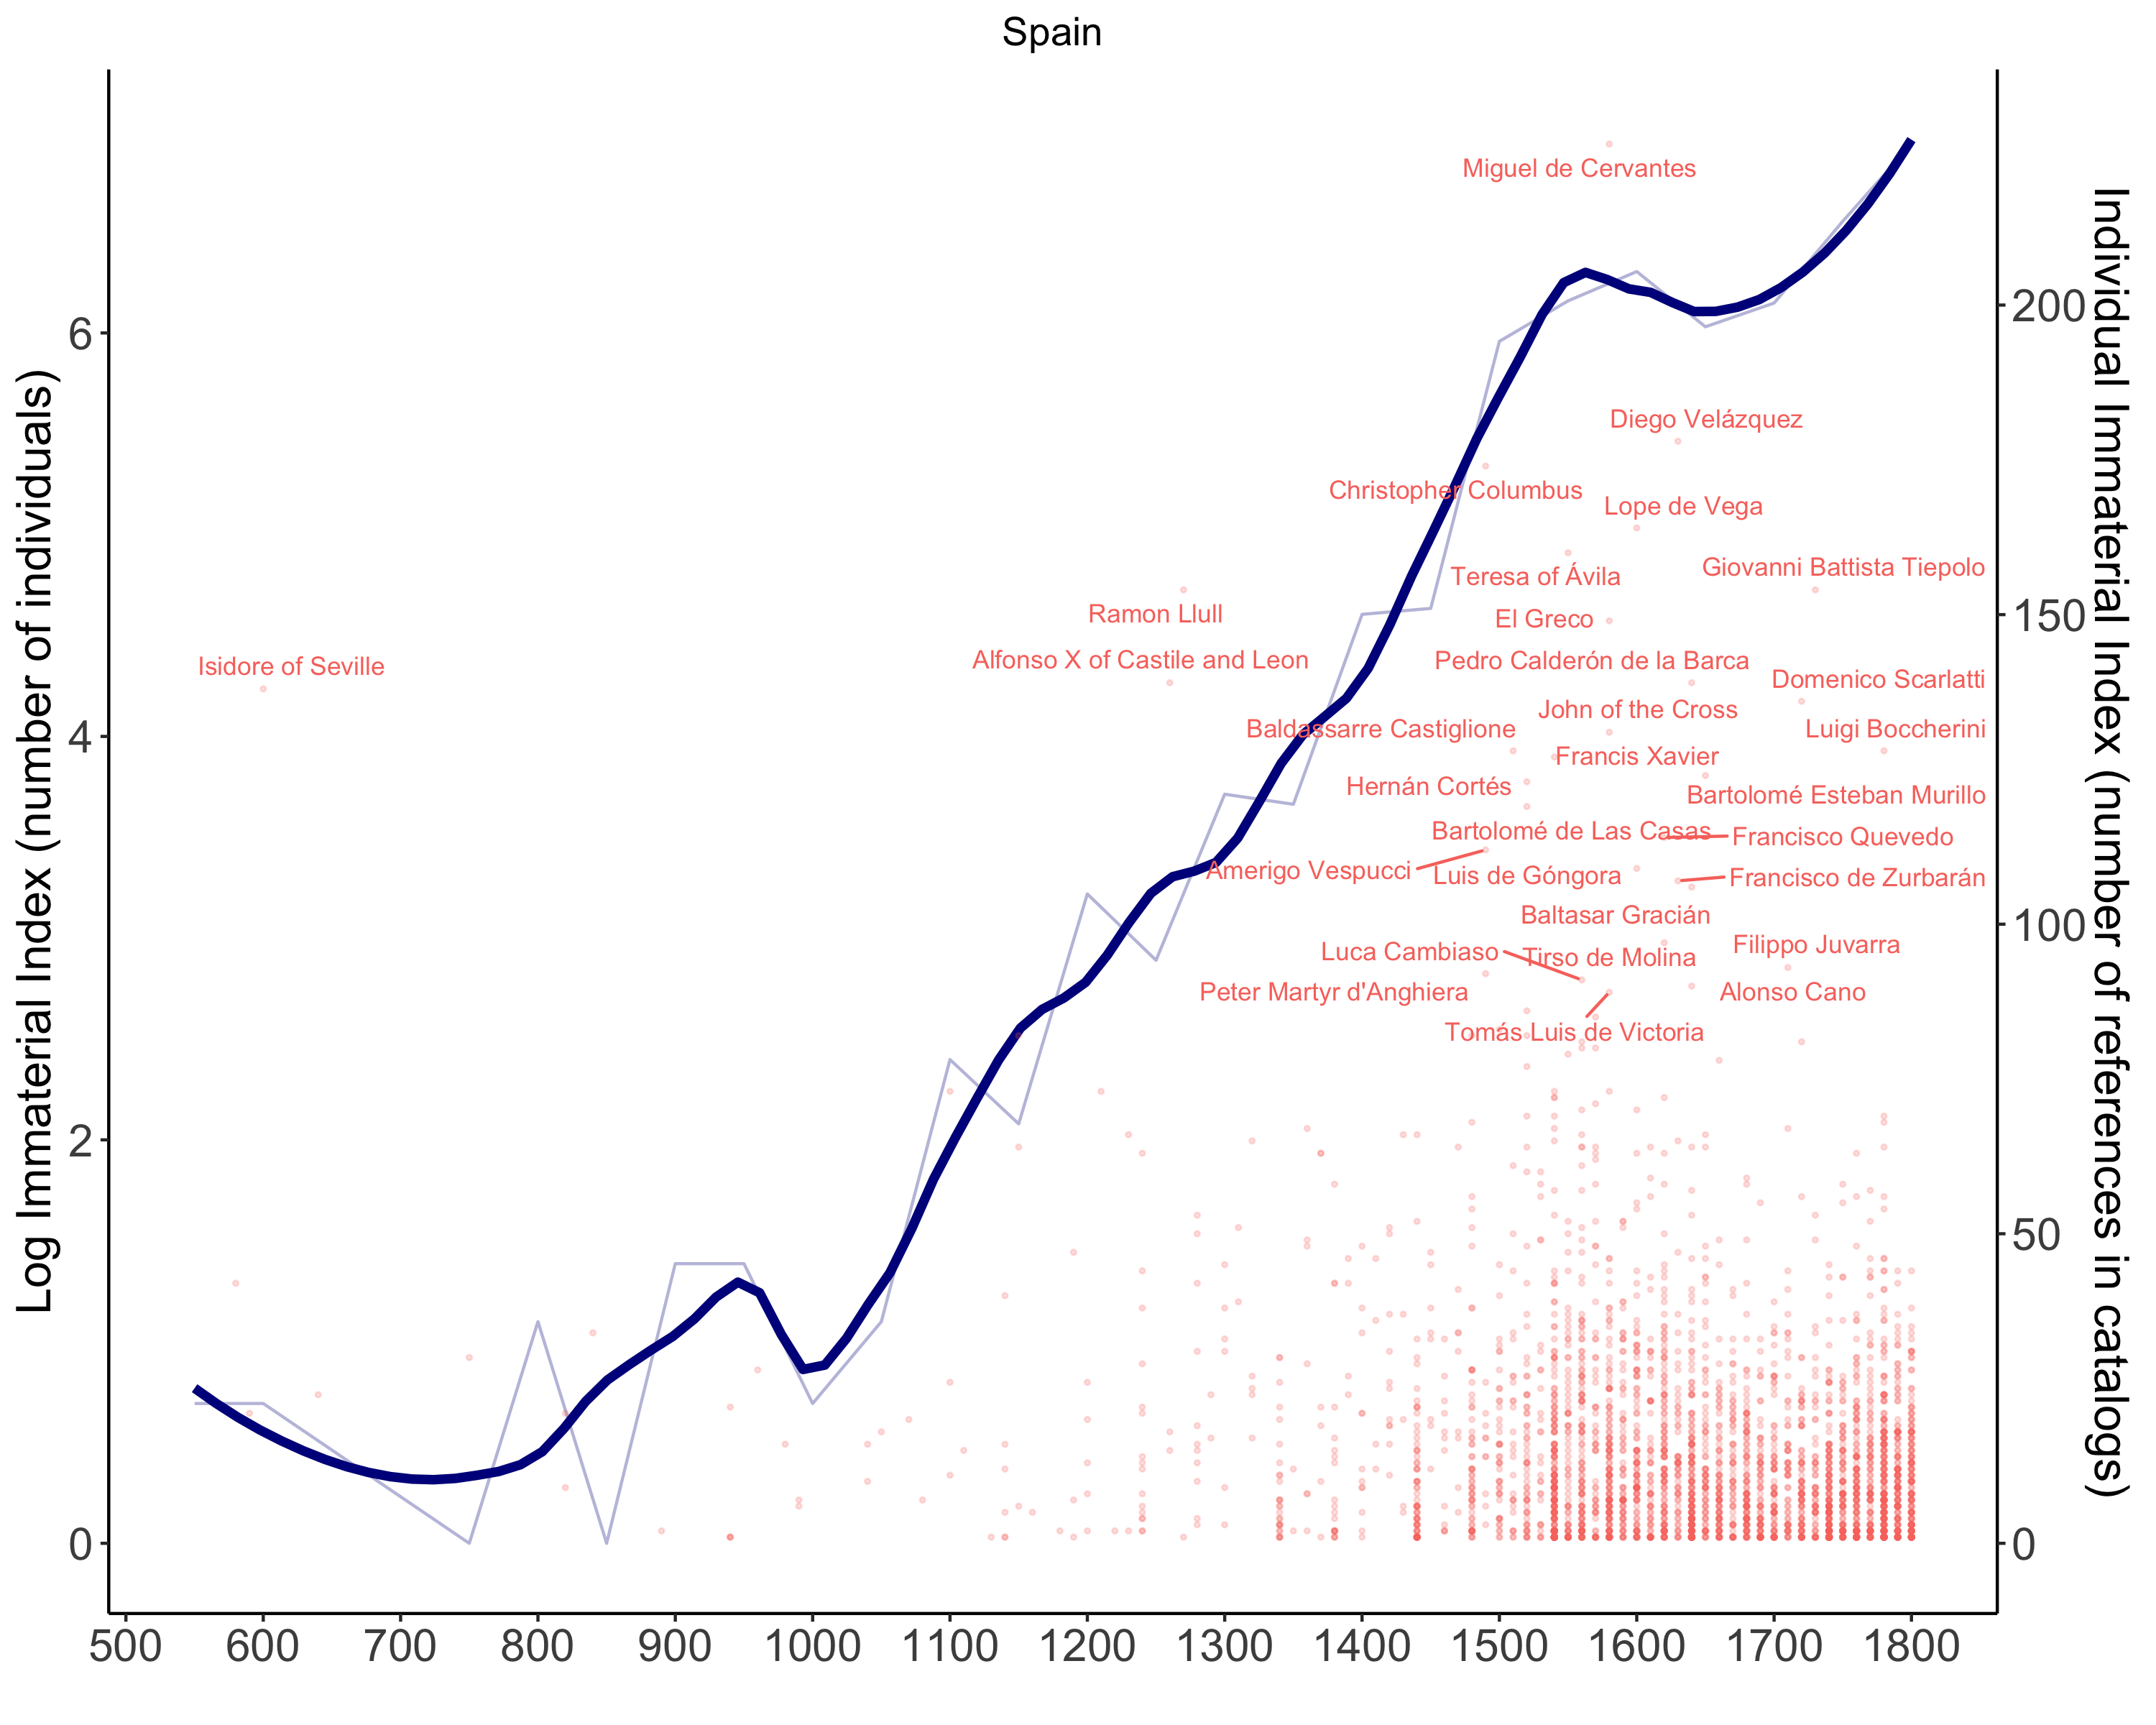 Spain
Log Immaterial Index (number of individuals)
6
4
2
0
Individual Immaterial Index (number of references in catalogs)
200
150
100
50
0
Miguel de Cervantes
Diego Velázquez
Christopher Columbus
Lope de Vega
Teresa of Ávila
Giovanni Battista Tiepolo
Ramon Llull
El Greco
Isidore of Seville
Alfonso X of Castile and Leon
Pedro Calderón de la Barca
Domenico Scarlatti
John of the Cross
Baldassarre Castiglione
Luigi Boccherini
Francis Xavier
Hernán Cortés
Bartolomé Esteban Murillo
Bartolomé de Las Casas
Francisco Quevedo
Amerigo Vespucci
Luis de Góngora
Francisco de Zurbarán
Baltasar Gracián
Filippo Juvarra
Luca Cambiaso
Tirso de Molina
Peter Martyr d'Anghiera
Alonso Cano
Tomás Luis de Victoria
500 600 700 800 900 1000 1100 1200 1300 1400 1500 1600 1700 1800